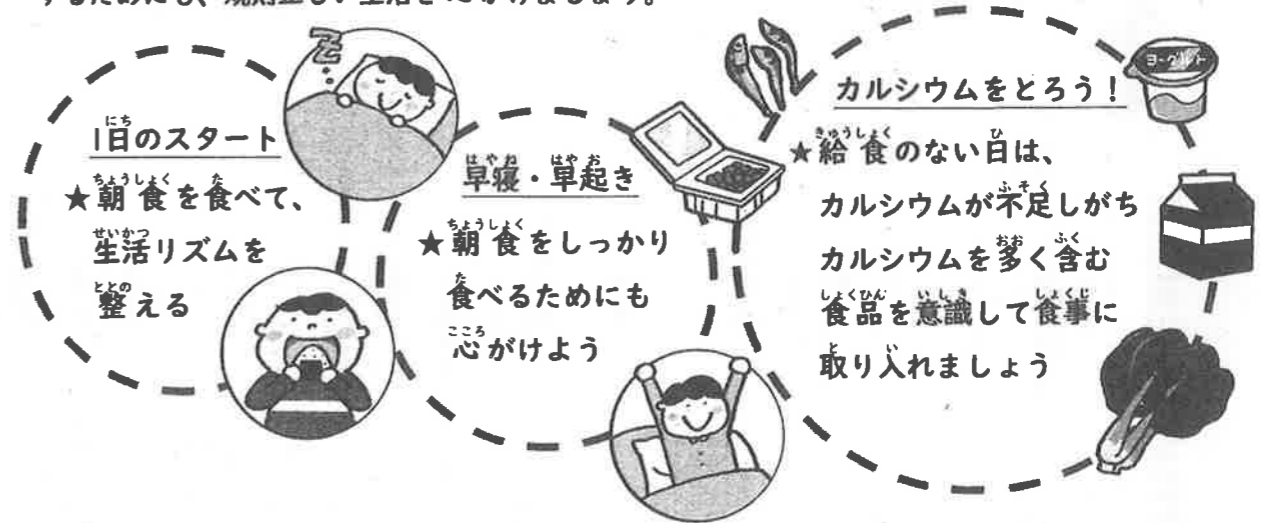 するためにも、規則正しい生活を心がけましょう。
1日のスタート
★朝食を食べて、
生活リズムを
整える
早寝・早起き
★朝食をしっかり
食べるためにも
心がけよう
カルシウムをとろう!
★給食のない日は、
カルシウムが不足しがち
カルシウムを多く含む
食品を意識して食事に
取り入れましょう
ヨーグルト
Z